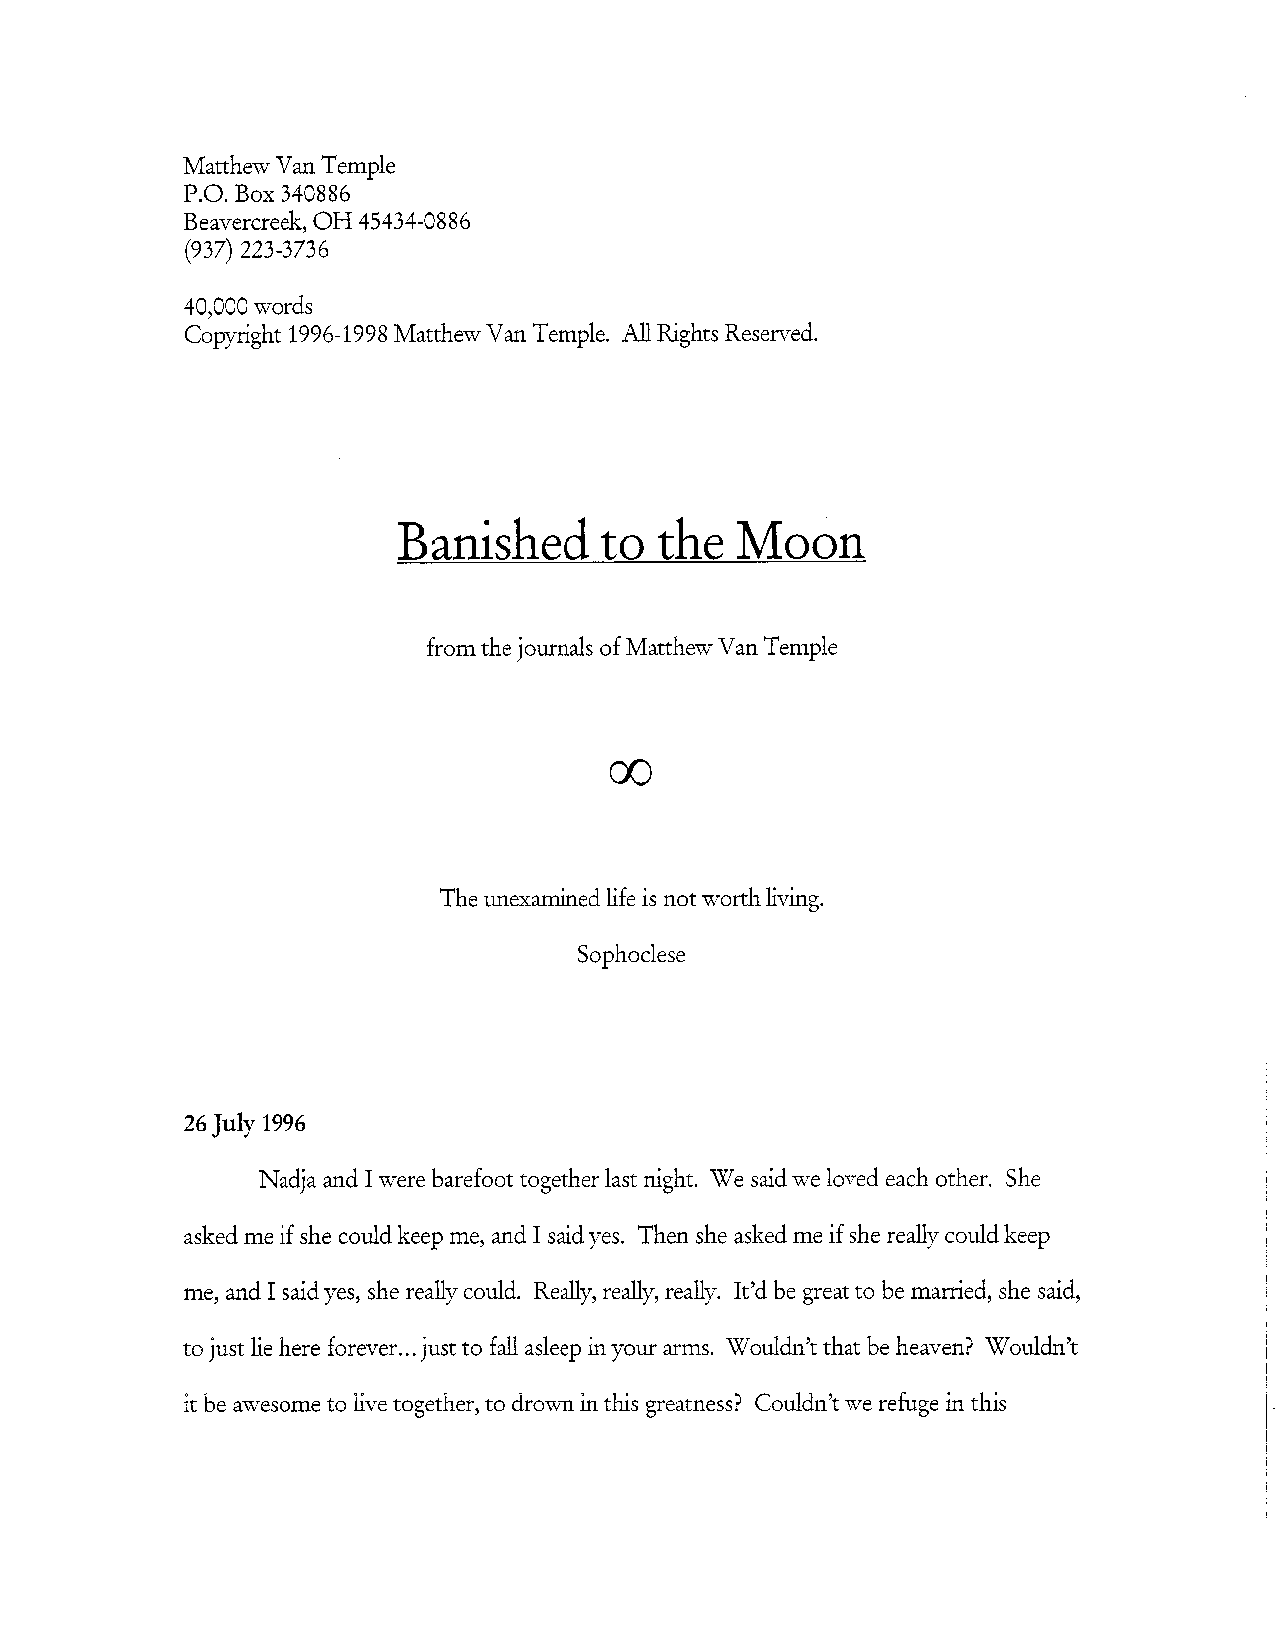 Matthew Van Temple
P.O. Box 340886
Beavercreek, OH 45434-0886
(937) 223-3736
40,000 words
Copyright 1996-1998 Matthew Van Temple. All Rights Reserved.
Banished to the Moon
from the journals of Matthew Van Temple
∞
The unexamined life is not worth living.
Sophoclese
26 July 1996
Nadja and I were barefoot together last night. We said we loved each other. She
asked me if she could keep me, and I said yes. Then she asked me if she really could keep
me, and I said yes, she really could. Really, really, really. It'd be great to be married, she said,
to just lie here forever... just to fall asleep in your arms. Wouldn't that be heaven? Wouldn't
it be awesome to live together, to drown in this greatness? Couldn't we refuge in this